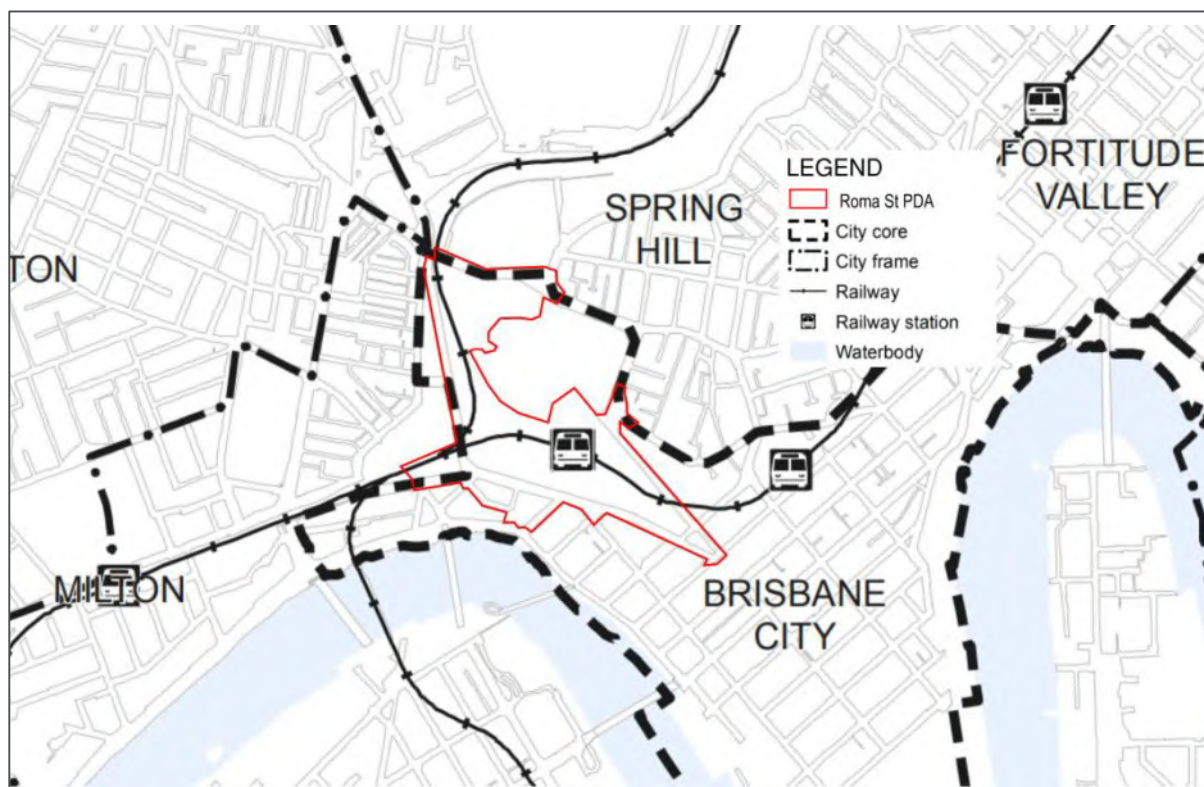 FORTITUDE
VALLEY
LEGEND
Roma St PDA
City core
City frame
Railway
Railway station
Waterbody
SPRING
HILL
TON
MILTON
BRISBANE
CITY